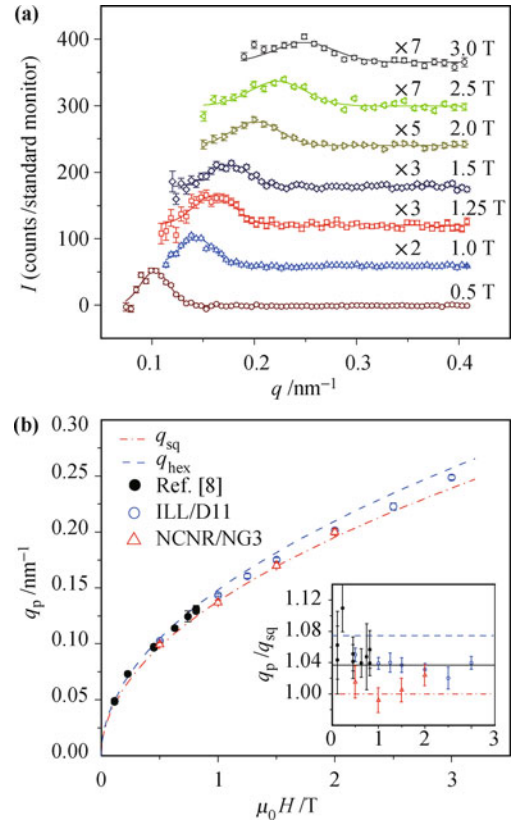 (a)
400
300
200
100
0
I (counts/standard monitor)
×7 3.0 T
×7 2.5 T
×5 2.0 T
×3 1.5 T
×3 1.25 T
×2 1.0 T
0.5 T
0.1 0.2 0.3 0.4
q /nm⁻¹
(b)
0.30
0.25
0.20
0.15
0.10
0.05
0.00
q_p /nm⁻¹
q_sq
q_hex
Ref. [8]
ILL/D11
NCNR/NG3
1.12
1.08
1.04
1.00
q_p /q_sq
0 1 2 3
0 1 2 3
μ₀ H /T